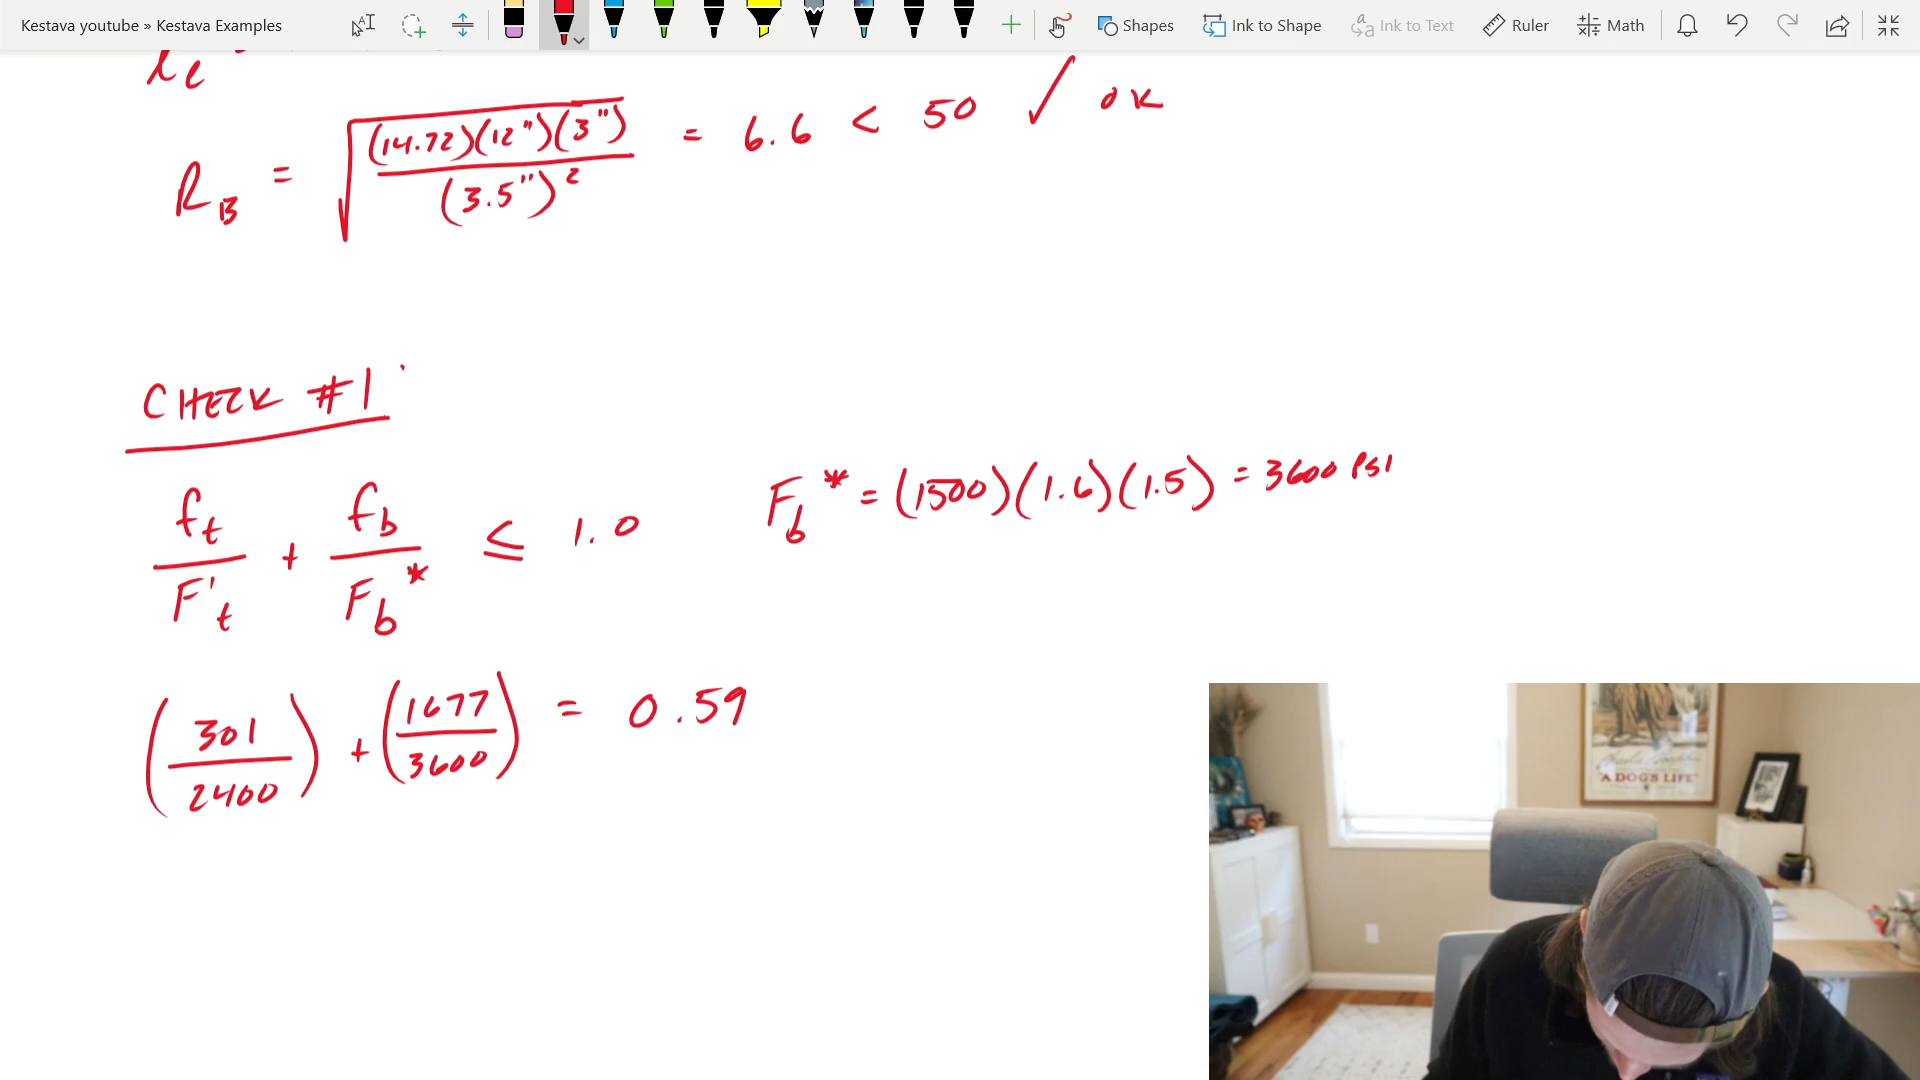 Kestava youtube » Kestava Examples
Shapes Ink to Shape Ink to Text Ruler Math
R_B = √((14.72)(12")(3") / (3.5")²) = 6.6 < 50 ✓ OK
CHECK #1
f_t / F'_t + f_b / F_b* ≤ 1.0
F_b* = (1500)(1.6)(1.5) = 3600 PSI
(301 / 2400) + (1677 / 3600) = 0.59
"A DOG'S LIFE"